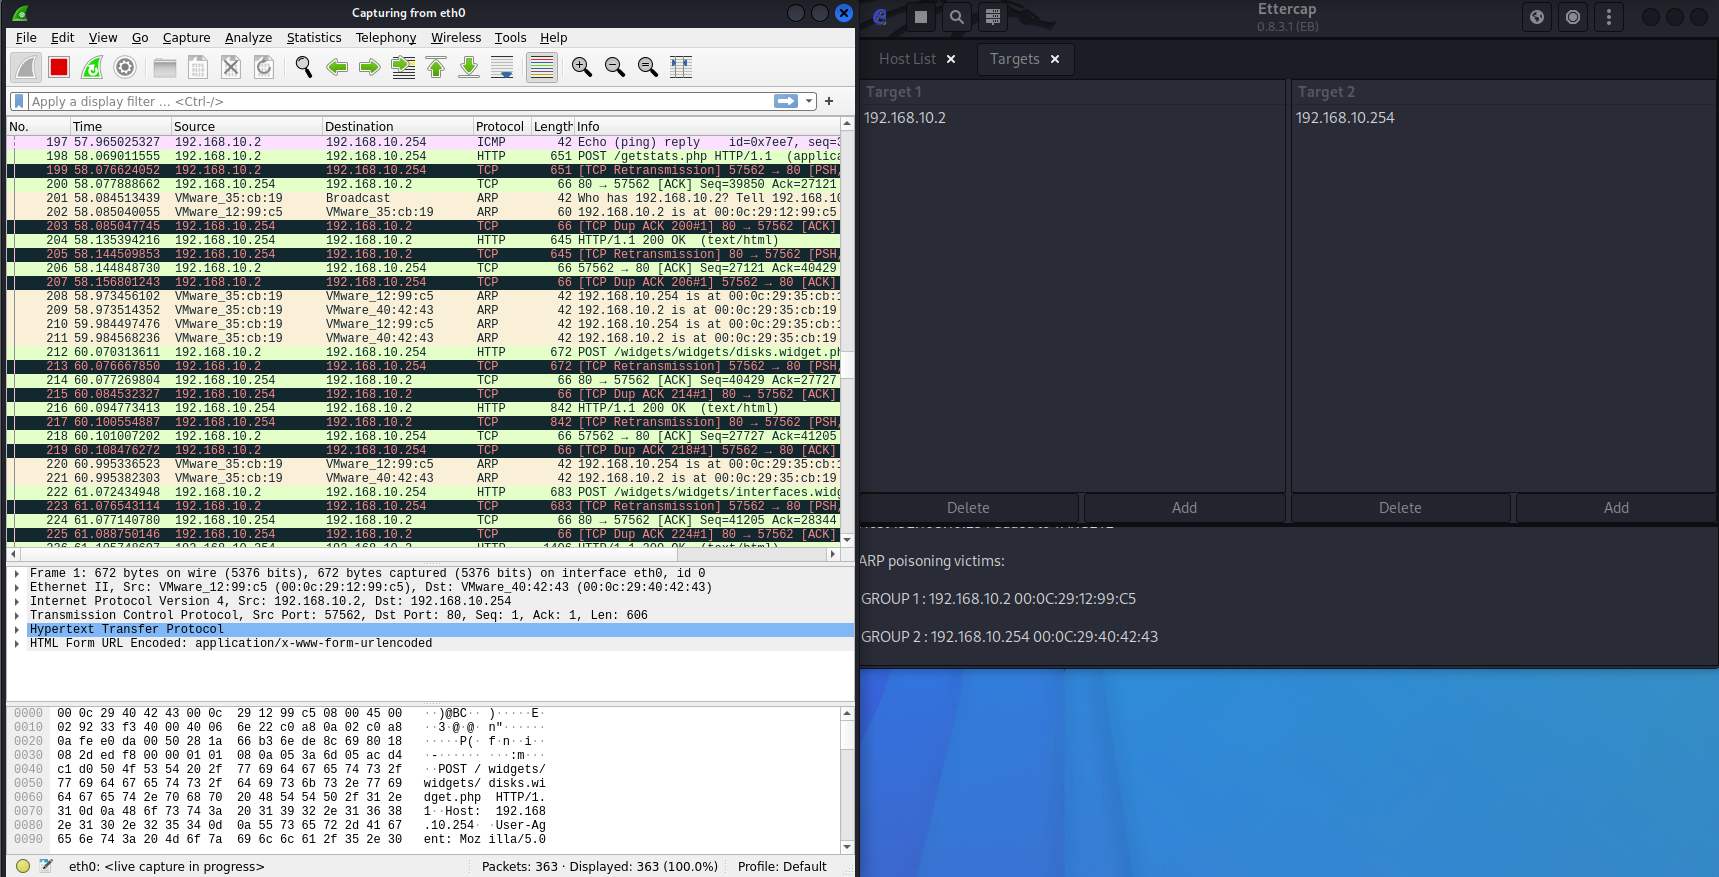 Capturing from eth0
File Edit View Go Capture Analyze Statistics Telephony Wireless Tools Help
Apply a display filter … <Ctrl-/>
No. Time Source Destination Protocol Length Info
197 57.965025327 192.168.10.2 192.168.10.254 ICMP 42 Echo (ping) reply id=0x7ee7, seq=3
198 58.069011555 192.168.10.2 192.168.10.254 HTTP 651 POST /getstats.php HTTP/1.1 (applica
199 58.076624052 192.168.10.2 192.168.10.254 TCP 651 [TCP Retransmission] 57562 → 80 [PSH,
200 58.077888662 192.168.10.254 192.168.10.2 TCP 66 80 → 57562 [ACK] Seq=39850 Ack=27121
201 58.084513439 VMware_35:cb:19 Broadcast ARP 42 Who has 192.168.10.2? Tell 192.168.10
202 58.085040055 VMware_12:99:c5 VMware_35:cb:19 ARP 60 192.168.10.2 is at 00:0c:29:12:99:c5
203 58.085047745 192.168.10.254 192.168.10.2 TCP 66 [TCP Dup ACK 200#1] 80 → 57562 [ACK]
204 58.135394216 192.168.10.254 192.168.10.2 HTTP 645 HTTP/1.1 200 OK (text/html)
205 58.144509853 192.168.10.254 192.168.10.2 TCP 645 [TCP Retransmission] 80 → 57562 [PSH,
206 58.144848730 192.168.10.2 192.168.10.254 TCP 66 57562 → 80 [ACK] Seq=27121 Ack=40429
207 58.156801243 192.168.10.2 192.168.10.254 TCP 66 [TCP Dup ACK 206#1] 57562 → 80 [ACK]
208 58.973456102 VMware_35:cb:19 VMware_12:99:c5 ARP 42 192.168.10.254 is at 00:0c:29:35:cb:1
209 58.973514352 VMware_35:cb:19 VMware_40:42:43 ARP 42 192.168.10.2 is at 00:0c:29:35:cb:19
210 59.984497476 VMware_35:cb:19 VMware_12:99:c5 ARP 42 192.168.10.254 is at 00:0c:29:35:cb:1
211 59.984568236 VMware_35:cb:19 VMware_40:42:43 ARP 42 192.168.10.2 is at 00:0c:29:35:cb:19
212 60.070313611 192.168.10.2 192.168.10.254 HTTP 672 POST /widgets/widgets/disks.widget.ph
213 60.076667850 192.168.10.2 192.168.10.254 TCP 672 [TCP Retransmission] 57562 → 80 [PSH,
214 60.077269804 192.168.10.254 192.168.10.2 TCP 66 80 → 57562 [ACK] Seq=40429 Ack=27727
215 60.084532327 192.168.10.254 192.168.10.2 TCP 66 [TCP Dup ACK 214#1] 80 → 57562 [ACK]
216 60.094773413 192.168.10.254 192.168.10.2 HTTP 842 HTTP/1.1 200 OK (text/html)
217 60.100554887 192.168.10.254 192.168.10.2 TCP 842 [TCP Retransmission] 80 → 57562 [PSH,
218 60.101007202 192.168.10.2 192.168.10.254 TCP 66 57562 → 80 [ACK] Seq=27727 Ack=41205
219 60.108476272 192.168.10.2 192.168.10.254 TCP 66 [TCP Dup ACK 218#1] 57562 → 80 [ACK]
220 60.995336523 VMware_35:cb:19 VMware_12:99:c5 ARP 42 192.168.10.254 is at 00:0c:29:35:cb:1
221 60.995382303 VMware_35:cb:19 VMware_40:42:43 ARP 42 192.168.10.2 is at 00:0c:29:35:cb:19
222 61.072434948 192.168.10.2 192.168.10.254 HTTP 683 POST /widgets/widgets/interfaces.widg
223 61.076543114 192.168.10.2 192.168.10.254 TCP 683 [TCP Retransmission] 57562 → 80 [PSH,
224 61.077140780 192.168.10.254 192.168.10.2 TCP 66 80 → 57562 [ACK] Seq=41205 Ack=28344
225 61.088750146 192.168.10.254 192.168.10.2 TCP 66 [TCP Dup ACK 224#1] 80 → 57562 [ACK]
Frame 1: 672 bytes on wire (5376 bits), 672 bytes captured (5376 bits) on interface eth0, id 0
Ethernet II, Src: VMware_12:99:c5 (00:0c:29:12:99:c5), Dst: VMware_40:42:43 (00:0c:29:40:42:43)
Internet Protocol Version 4, Src: 192.168.10.2, Dst: 192.168.10.254
Transmission Control Protocol, Src Port: 57562, Dst Port: 80, Seq: 1, Ack: 1, Len: 606
Hypertext Transfer Protocol
HTML Form URL Encoded: application/x-www-form-urlencoded
0000 00 0c 29 40 42 43 00 0c 29 12 99 c5 08 00 45 00 ··)@BC·· )·····E·
0010 02 92 33 f3 40 00 40 06 6e 22 c0 a8 0a 02 c0 a8 ··3·@·@· n"······
0020 0a fe e0 da 00 50 28 1a 66 b3 6e de 8c 69 80 18 ·····P(· f·n··i··
0030 08 2d ed f8 00 00 01 01 08 0a 05 3a 6d 05 ac d4 ·-······ ···:m···
0040 c1 d0 50 4f 53 54 20 2f 77 69 64 67 65 74 73 2f ··POST / widgets/
0050 77 69 64 67 65 74 73 2f 64 69 73 6b 73 2e 77 69 widgets/ disks.wi
0060 64 67 65 74 2e 70 68 70 20 48 54 54 50 2f 31 2e dget.php HTTP/1.
0070 31 0d 0a 48 6f 73 74 3a 20 31 39 32 2e 31 36 38 1··Host: 192.168
0080 2e 31 30 2e 32 35 34 0d 0a 55 73 65 72 2d 41 67 .10.254· ·User-Ag
0090 65 6e 74 3a 20 4d 6f 7a 69 6c 6c 61 2f 35 2e 30 ent: Moz illa/5.0
eth0: <live capture in progress> Packets: 363 · Displayed: 363 (100.0%) Profile: Default
Ettercap
0.8.3.1 (EB)
Host List Targets
Target 1 Target 2
192.168.10.2 192.168.10.254
Delete Add Delete Add
ARP poisoning victims:
GROUP 1 : 192.168.10.2 00:0C:29:12:99:C5
GROUP 2 : 192.168.10.254 00:0C:29:40:42:43